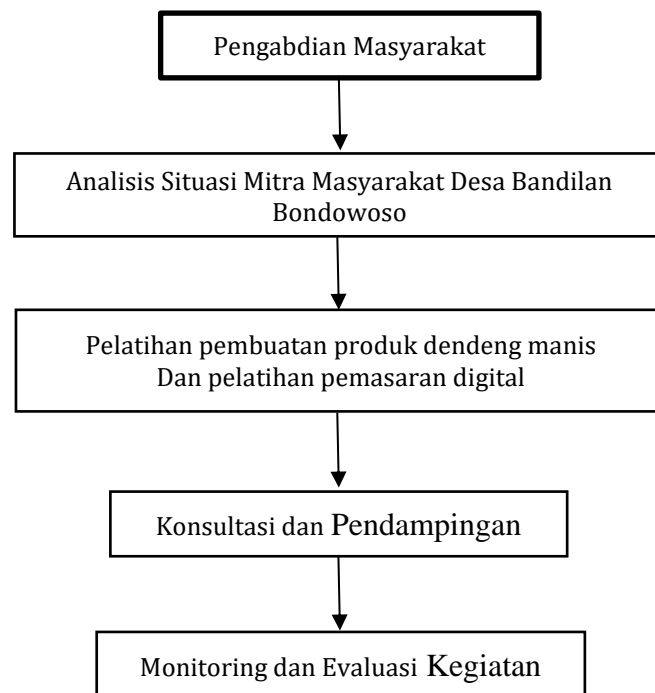 Pengabdian Masyarakat
Analisis Situasi Mitra Masyarakat Desa Bandilan
Bondowoso
Pelatihan pembuatan produk dendeng manis
Dan pelatihan pemasaran digital
Konsultasi dan Pendampingan
Monitoring dan Evaluasi Kegiatan